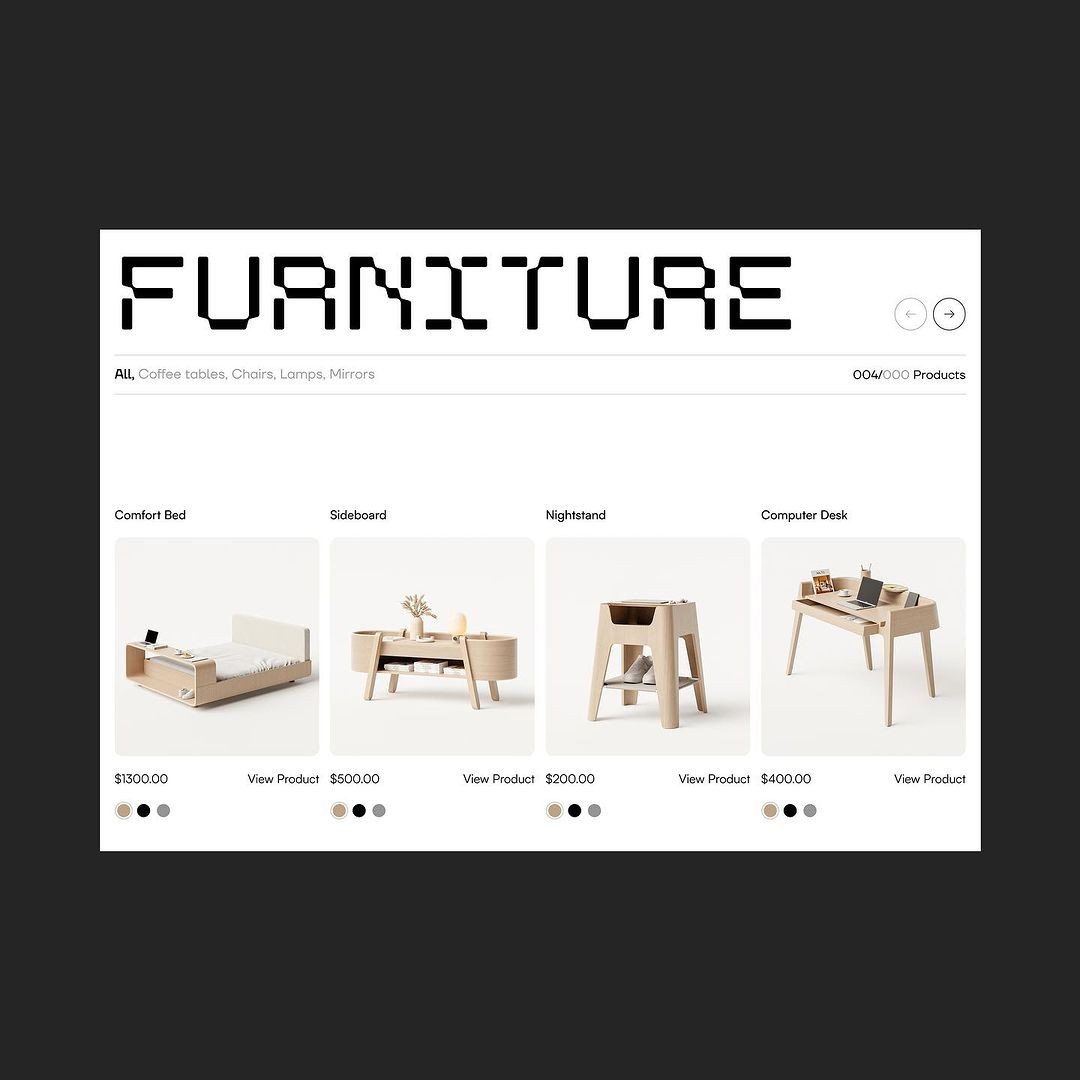 FURNITURE
All, Coffee tables, Chairs, Lamps, Mirrors
004/000 Products
Comfort Bed
Sideboard
Nightstand
Computer Desk
$1300.00
View Product
$500.00
View Product
$200.00
View Product
$400.00
View Product